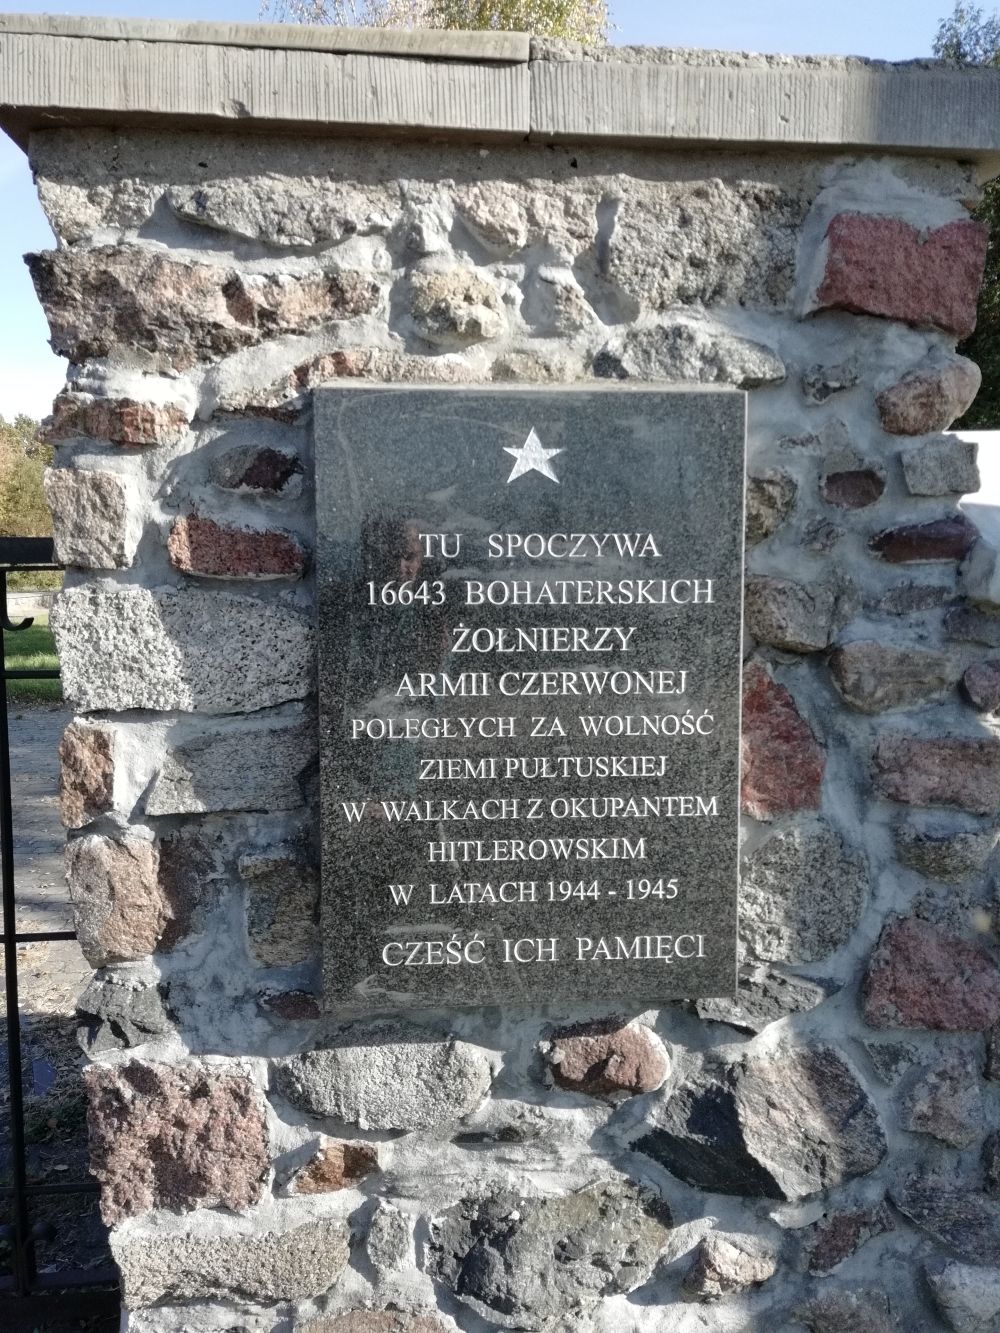 TU SPOCZYWA
16643 BOHATERSKICH
ŻOŁNIERZY
ARMII CZERWONEJ
POLEGŁYCH ZA WOLNOŚĆ
ZIEMI PUŁTUSKIEJ
W WALKACH Z OKUPANTEM
HITLEROWSKIM
W LATACH 1944 - 1945
CZEŚĆ ICH PAMIĘCI